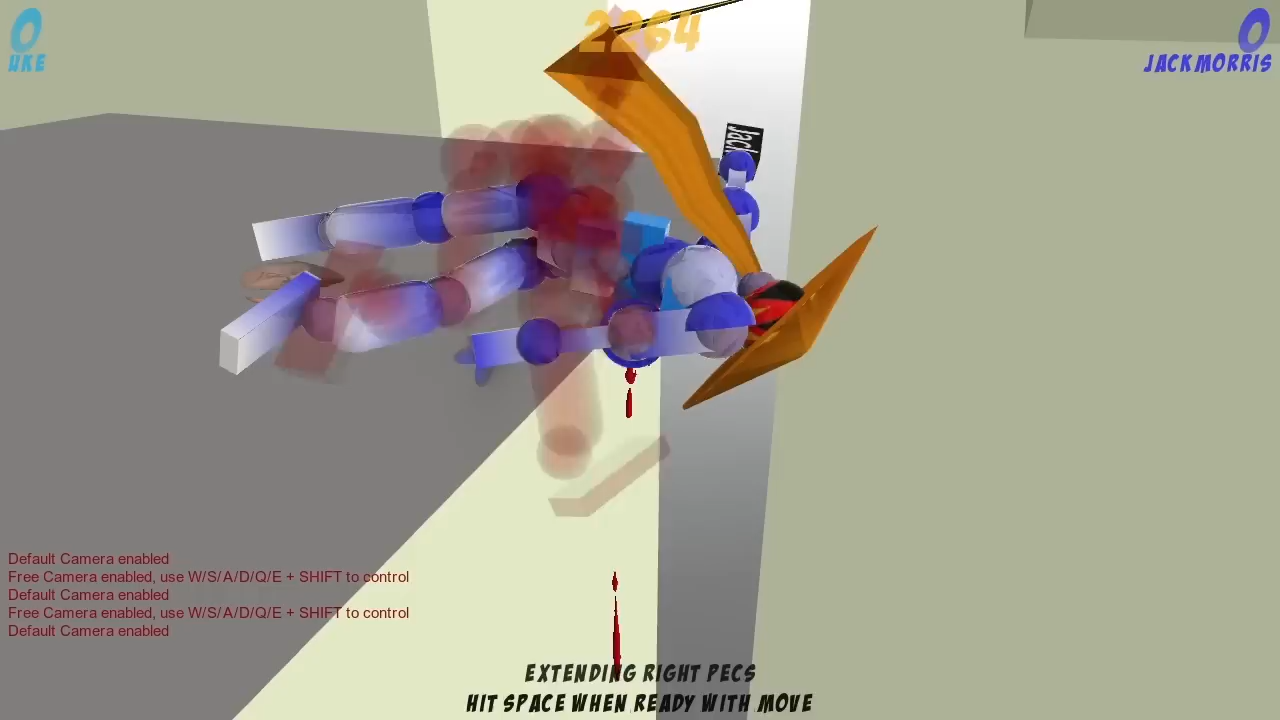 0
UKE
2264
0
JACKMORRIS
Jack
Default Camera enabled
Free Camera enabled, use W/S/A/D/Q/E + SHIFT to control
Default Camera enabled
Free Camera enabled, use W/S/A/D/Q/E + SHIFT to control
Default Camera enabled
EXTENDING RIGHT PECS
HIT SPACE WHEN READY WITH MOVE